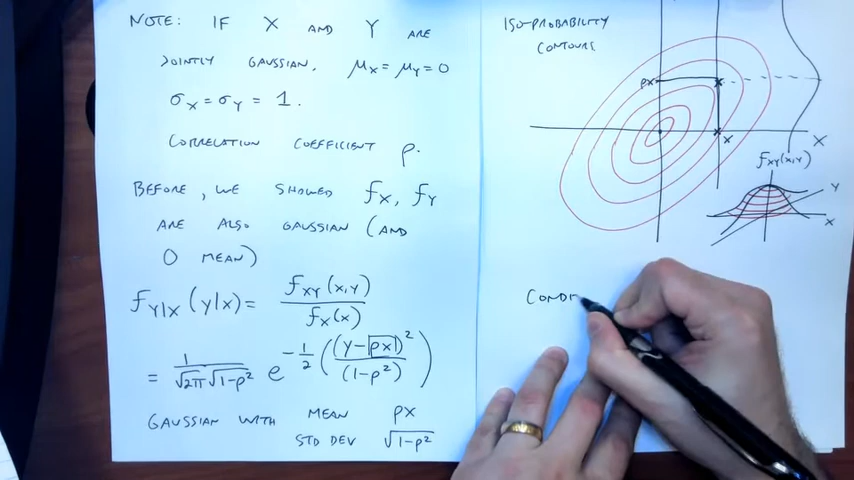 NOTE: IF X AND Y ARE
JOINTLY GAUSSIAN, μX = μY = 0
σX = σY = 1.
CORRELATION COEFFICIENT ρ.
BEFORE, WE SHOWED fX, fY
ARE ALSO GAUSSIAN (AND
0 MEAN)
fY|X (y|x) = fXY(x,y) / fX(x)
= 1 / √2π √1-ρ² e^ -1/2 ( (y-ρx)² / (1-ρ²) )
GAUSSIAN WITH MEAN ρX
STD DEV √1-ρ²
ISO-PROBABILITY
CONTOURS
ρX
X
X
fXY(x,y)
Y
X
CONDI